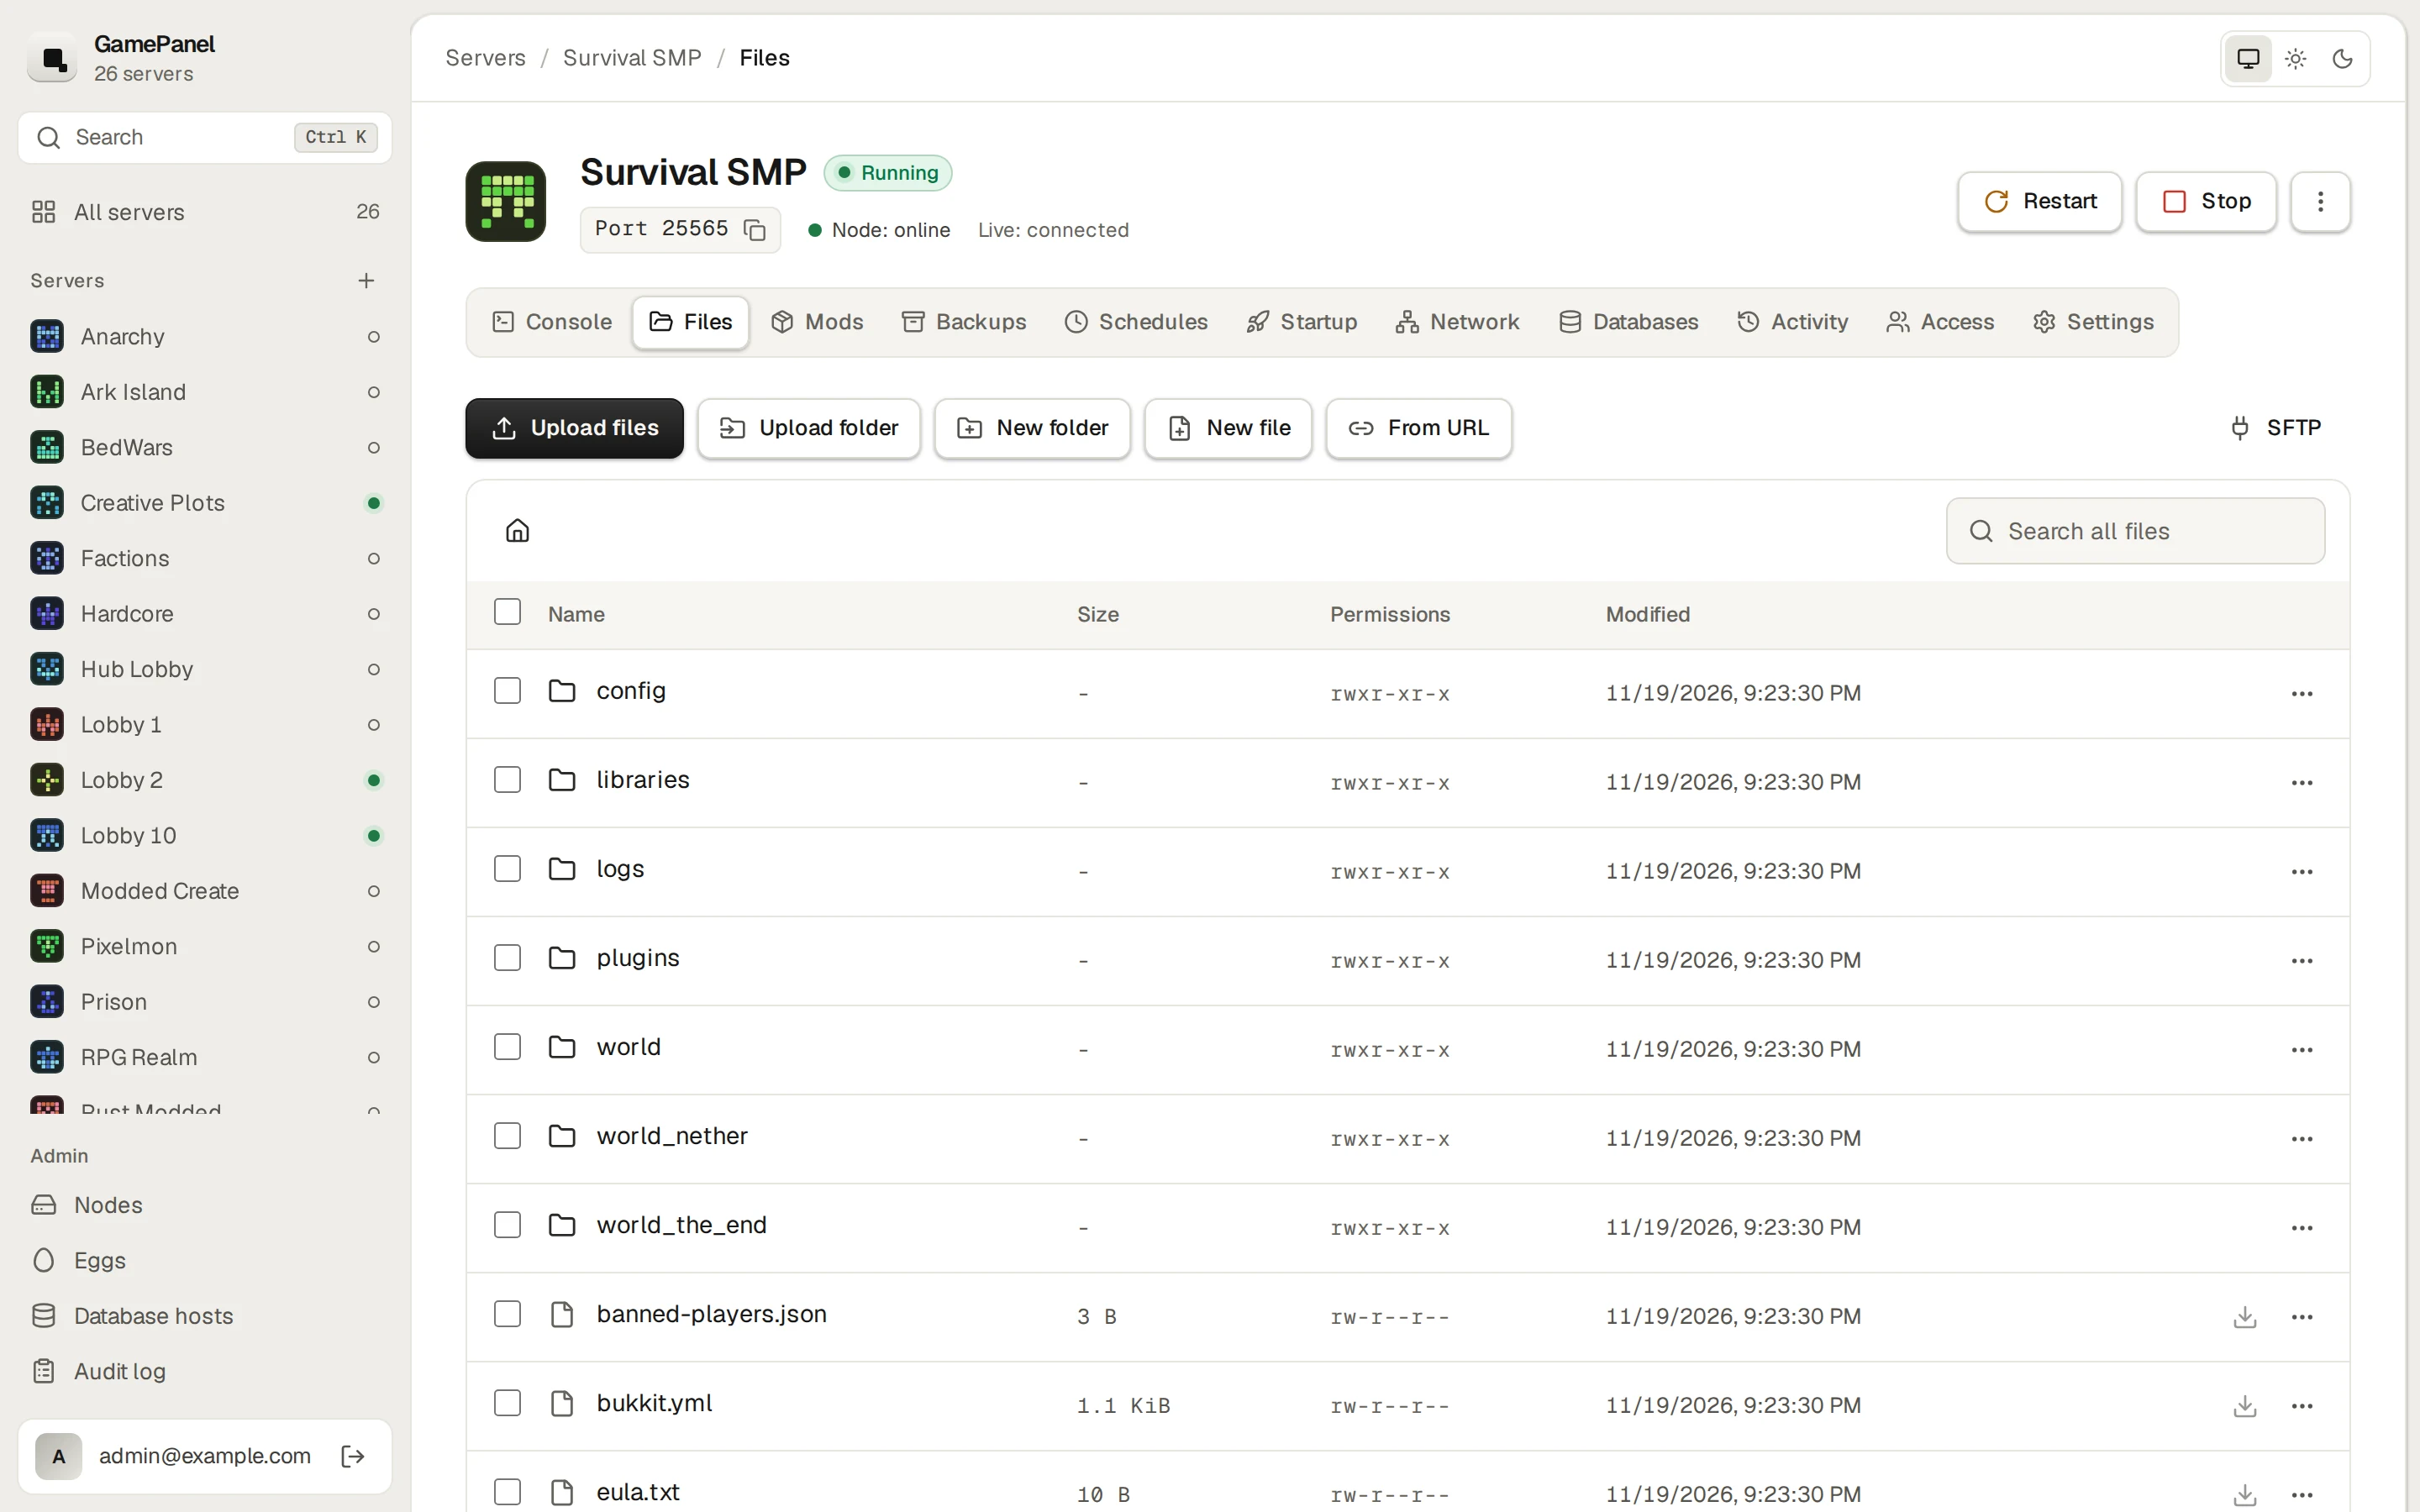 GamePanel
26 servers
Search
Ctrl K
All servers 26
Servers
Anarchy
Ark Island
BedWars
Creative Plots
Factions
Hardcore
Hub Lobby
Lobby 1
Lobby 2
Lobby 10
Modded Create
Pixelmon
Prison
RPG Realm
Rust Modded
Admin
Nodes
Eggs
Database hosts
Audit log
A admin@example.com
Servers / Survival SMP / Files
Survival SMP Running
Port 25565 Node: online Live: connected
Restart Stop
Console Files Mods Backups Schedules Startup Network Databases Activity Access Settings
Upload files Upload folder New folder New file From URL SFTP
Search all files
Name Size Permissions Modified
config - rwxr-xr-x 11/19/2026, 9:23:30 PM
libraries - rwxr-xr-x 11/19/2026, 9:23:30 PM
logs - rwxr-xr-x 11/19/2026, 9:23:30 PM
plugins - rwxr-xr-x 11/19/2026, 9:23:30 PM
world - rwxr-xr-x 11/19/2026, 9:23:30 PM
world_nether - rwxr-xr-x 11/19/2026, 9:23:30 PM
world_the_end - rwxr-xr-x 11/19/2026, 9:23:30 PM
banned-players.json 3 B rw-r--r-- 11/19/2026, 9:23:30 PM
bukkit.yml 1.1 KiB rw-r--r-- 11/19/2026, 9:23:30 PM
eula.txt 10 B rw-r--r-- 11/19/2026, 9:23:30 PM